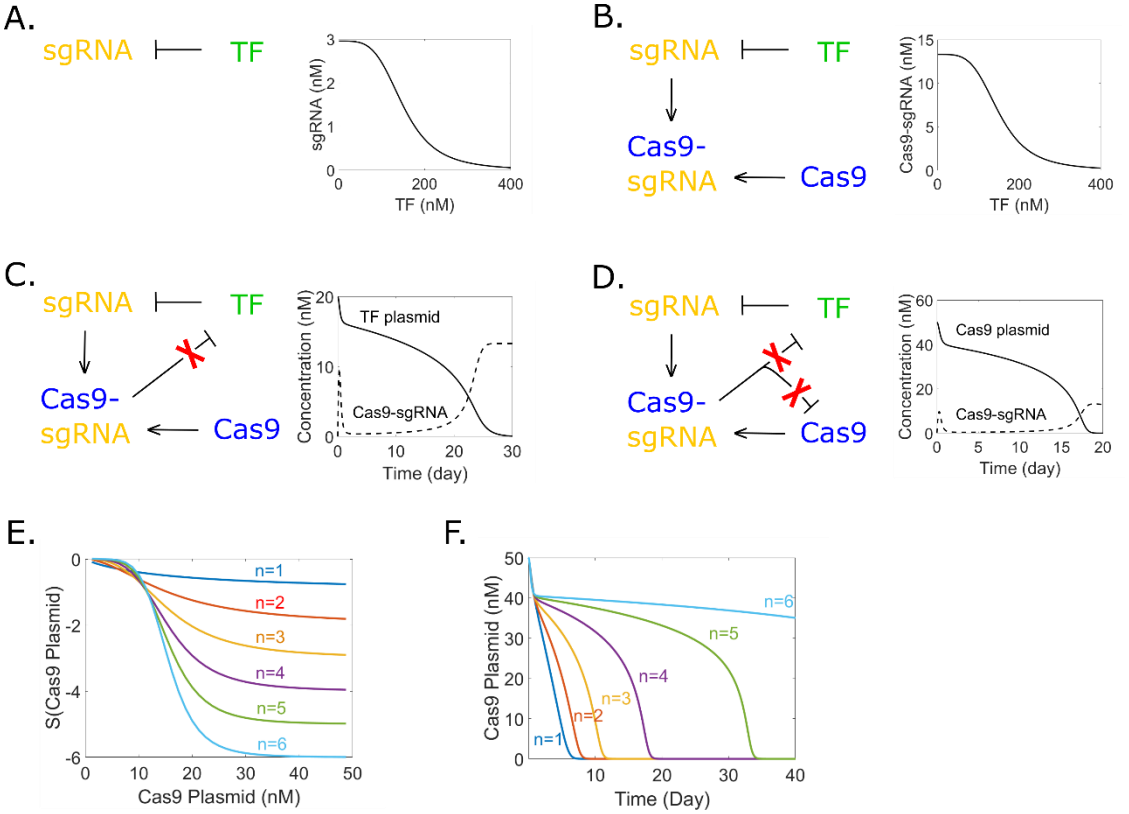 A.
sgRNA
TF
3
2
1
0
sgRNA (nM)
0
200
400
TF (nM)
B.
sgRNA
TF
Cas9-
sgRNA
Cas9
15
10
5
0
Cas9-sgRNA (nM)
0
200
400
TF (nM)
C.
sgRNA
TF
Cas9-
sgRNA
Cas9
20
10
0
Concentration (nM)
TF plasmid
Cas9-sgRNA
0
10
20
30
Time (day)
D.
sgRNA
TF
Cas9-
sgRNA
Cas9
60
40
20
0
Concentration (nM)
Cas9 plasmid
Cas9-sgRNA
0
5
10
15
20
Time (day)
E.
0
-2
-4
-6
S(Cas9 Plasmid)
n=1
n=2
n=3
n=4
n=5
n=6
0
10
20
30
40
50
Cas9 Plasmid (nM)
F.
50
40
30
20
10
0
Cas9 Plasmid (nM)
n=6
n=5
n=4
n=3
n=2
n=1
10
20
30
40
Time (Day)